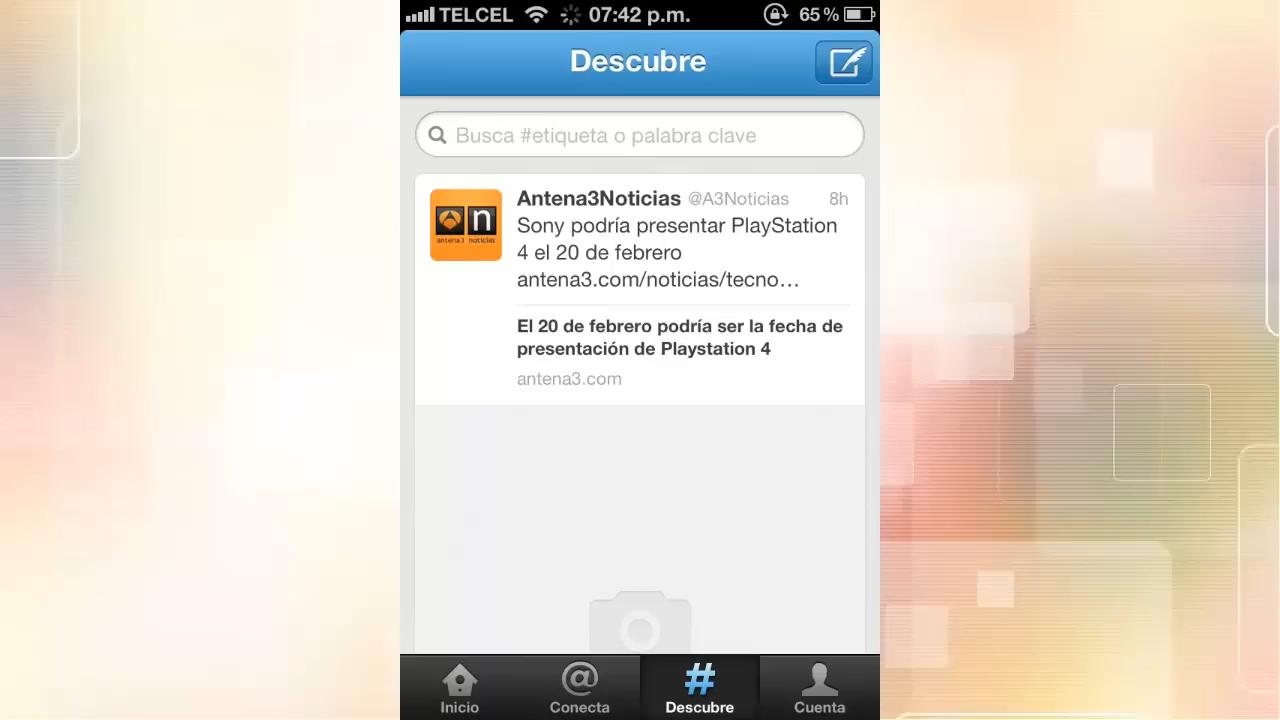 TELCEL 07:42 p.m. 65%
Descubre
Busca #etiqueta o palabra clave
Antena3Noticias @A3Noticias 8h
Sony podría presentar PlayStation
4 el 20 de febrero
antena3.com/noticias/tecno…
n
antena3 noticias
El 20 de febrero podría ser la fecha de
presentación de Playstation 4
antena3.com
Inicio
@
Conecta
#
Descubre
Cuenta